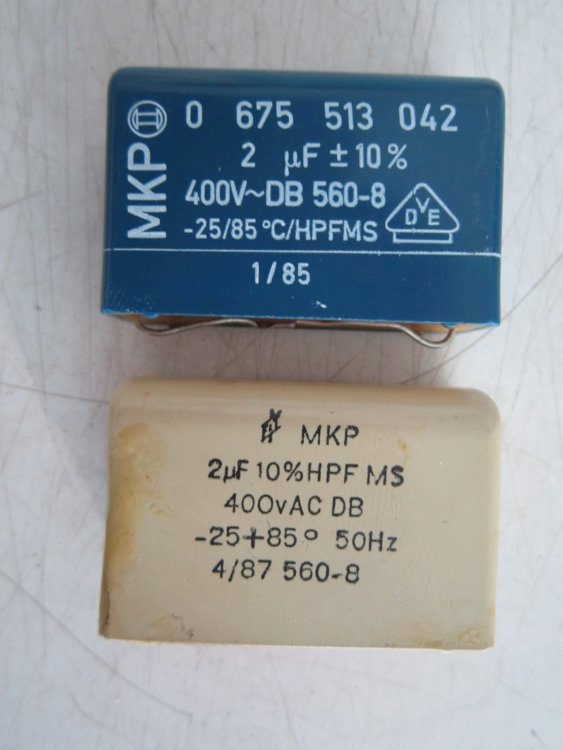 MKP
0 675 513 042
2 µF ± 10 %
400V~DB 560-8
-25/85 °C/HPFMS
DVE
1/85
MKP
2µF 10% HPF MS
400vAC DB
-25+85° 50Hz
4/87 560-8